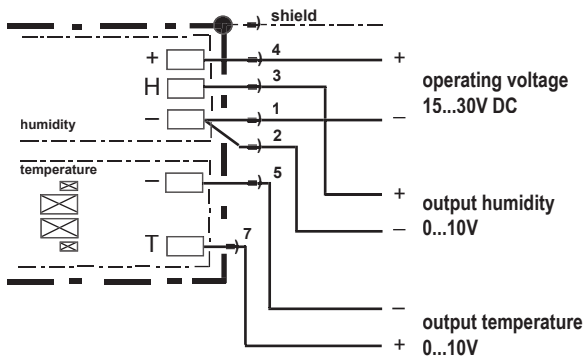 shield
+ 4 +
operating voltage
15...30V DC
H 3
– 1 –
humidity
2
temperature
– 5
+
output humidity
0...10V
–
T 7
–
output temperature
0...10V
+